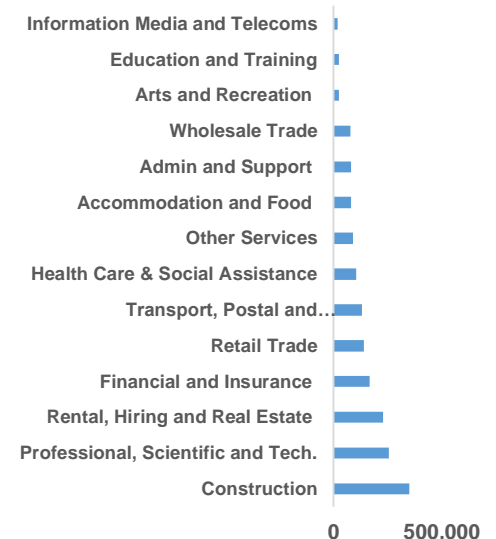 Information Media and Telecoms
Education and Training
Arts and Recreation
Wholesale Trade
Admin and Support
Accommodation and Food
Other Services
Health Care & Social Assistance
Transport, Postal and…
Retail Trade
Financial and Insurance
Rental, Hiring and Real Estate
Professional, Scientific and Tech.
Construction
0 500.000